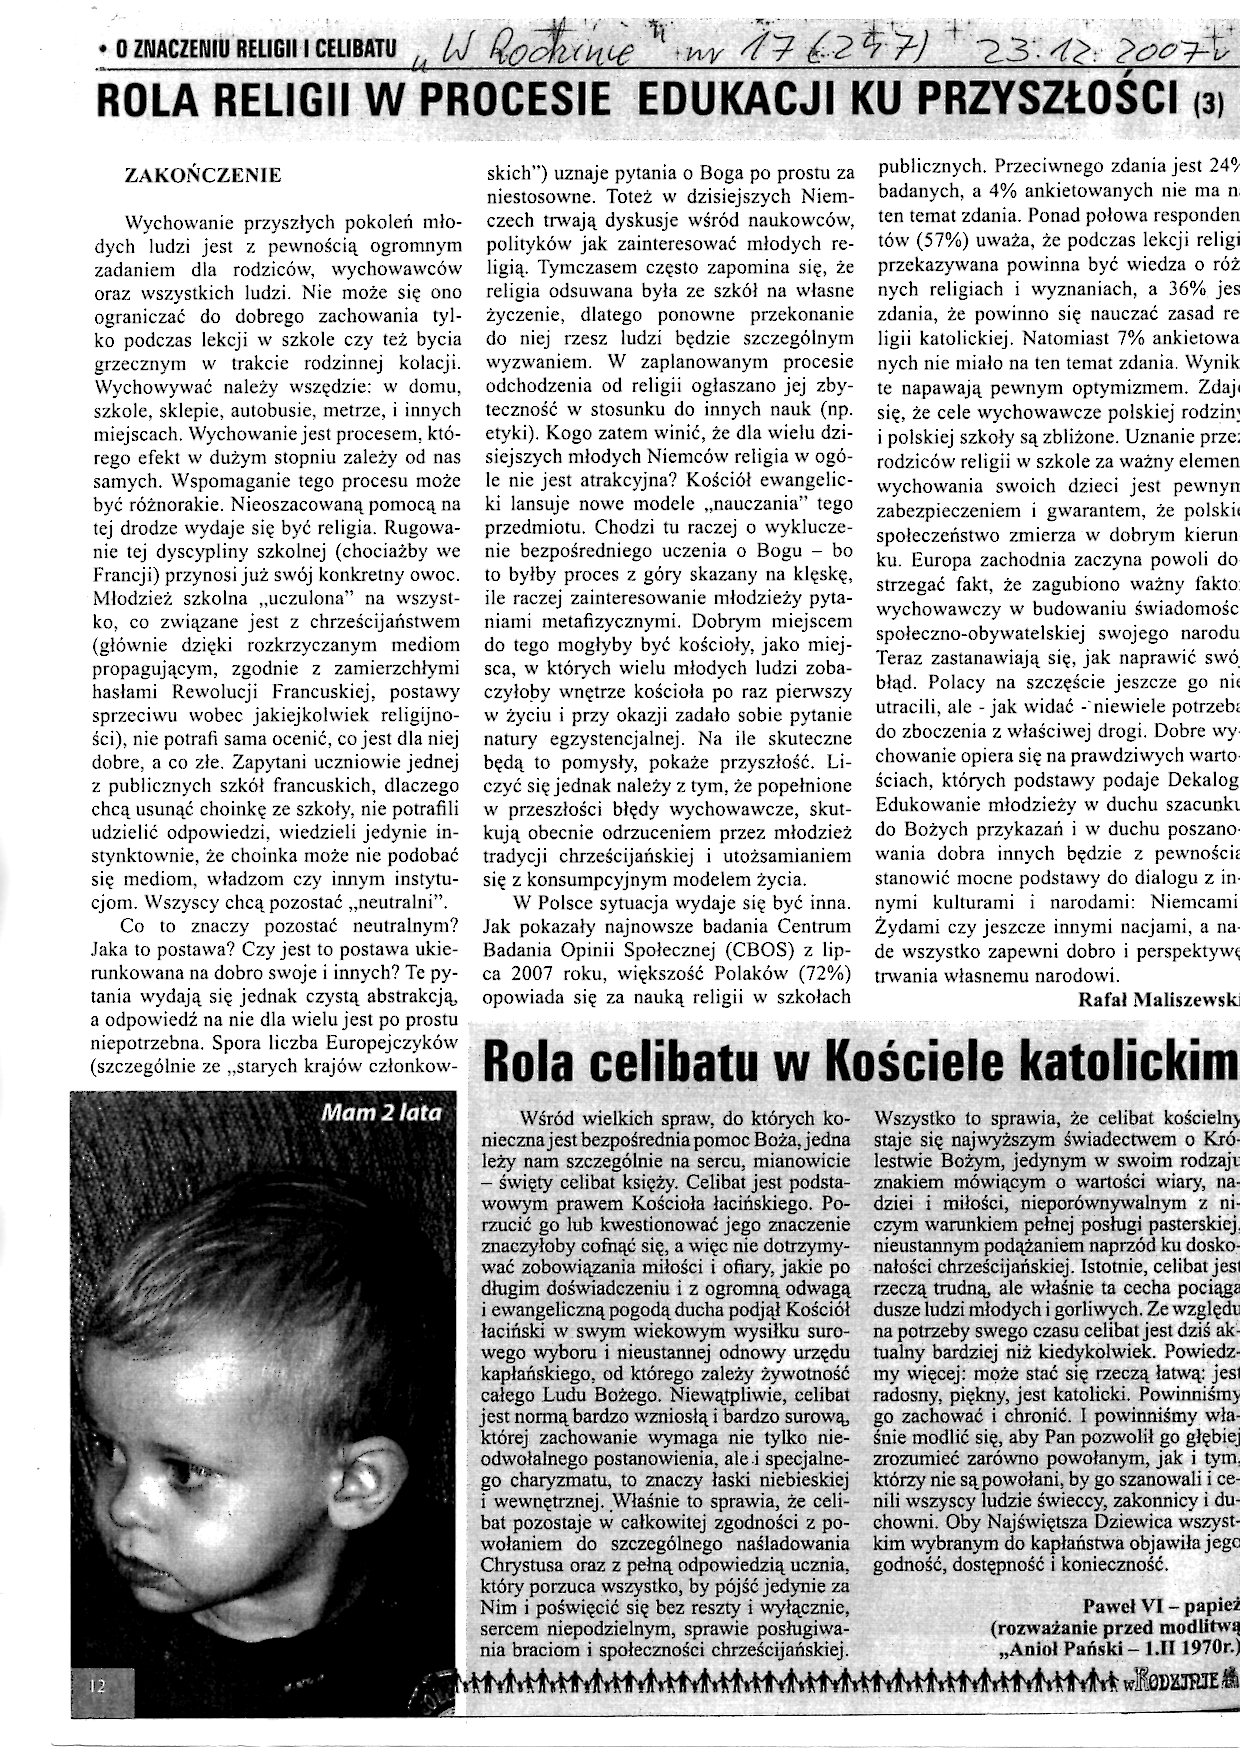 • O ZNACZENIU RELIGII I CELIBATU
„W Rodzinie" nr 17 (247) 23.12.2007r
ROLA RELIGII W PROCESIE EDUKACJI KU PRZYSZŁOŚCI (3)
ZAKOŃCZENIE
Wychowanie przyszłych pokoleń mło-
dych ludzi jest z pewnością ogromnym
zadaniem dla rodziców, wychowawców
oraz wszystkich ludzi. Nie może się ono
ograniczać do dobrego zachowania tyl-
ko podczas lekcji w szkole czy też bycia
grzecznym w trakcie rodzinnej kolacji.
Wychowywać należy wszędzie: w domu,
szkole, sklepie, autobusie, metrze, i innych
miejscach. Wychowanie jest procesem, któ-
rego efekt w dużym stopniu zależy od nas
samych. Wspomaganie tego procesu może
być różnorakie. Nieoszacowaną pomocą na
tej drodze wydaje się być religia. Rugowa-
nie tej dyscypliny szkolnej (chociażby we
Francji) przynosi już swój konkretny owoc.
Młodzież szkolna „uczulona” na wszyst-
ko, co związane jest z chrześcijaństwem
(głównie dzięki rozkrzyczanym mediom
propagującym, zgodnie z zamierzchłymi
hasłami Rewolucji Francuskiej, postawy
sprzeciwu wobec jakiejkolwiek religijno-
ści), nie potrafi sama ocenić, co jest dla niej
dobre, a co złe. Zapytani uczniowie jednej
z publicznych szkół francuskich, dlaczego
chcą usunąć choinkę ze szkoły, nie potrafili
udzielić odpowiedzi, wiedzieli jedynie in-
stynktownie, że choinka może nie podobać
się mediom, władzom czy innym instytu-
cjom. Wszyscy chcą pozostać „neutralni”.
Co to znaczy pozostać neutralnym?
Jaka to postawa? Czy jest to postawa ukie-
runkowana na dobro swoje i innych? Te py-
tania wydają się jednak czystą abstrakcją,
a odpowiedź na nie dla wielu jest po prostu
niepotrzebna. Spora liczba Europejczyków
(szczególnie ze „starych krajów członkow-
skich”) uznaje pytania o Boga po prostu za
niestosowne. Toteż w dzisiejszych Niem-
czech trwają dyskusje wśród naukowców,
polityków jak zainteresować młodych re-
ligią. Tymczasem często zapomina się, że
religia odsuwana była ze szkół na własne
życzenie, dlatego ponowne przekonanie
do niej rzesz ludzi będzie szczególnym
wyzwaniem. W zaplanowanym procesie
odchodzenia od religii ogłaszano jej zby-
teczność w stosunku do innych nauk (np.
etyki). Kogo zatem winić, że dla wielu dzi-
siejszych młodych Niemców religia w ogó-
le nie jest atrakcyjna? Kościół ewangelic-
ki lansuje nowe modele „nauczania” tego
przedmiotu. Chodzi tu raczej o wyklucze-
nie bezpośredniego uczenia o Bogu – bo
to byłby proces z góry skazany na klęskę,
ile raczej zainteresowanie młodzieży pyta-
niami metafizycznymi. Dobrym miejscem
do tego mogłyby być kościoły, jako miej-
sca, w których wielu młodych ludzi zoba-
czyłoby wnętrze kościoła po raz pierwszy
w życiu i przy okazji zadało sobie pytanie
natury egzystencjalnej. Na ile skuteczne
będą to pomysły, pokaże przyszłość. Li-
czyć się jednak należy z tym, że popełnione
w przeszłości błędy wychowawcze, skut-
kują obecnie odrzuceniem przez młodzież
tradycji chrześcijańskiej i utożsamianiem
się z konsumpcyjnym modelem życia.
W Polsce sytuacja wydaje się być inna.
Jak pokazały najnowsze badania Centrum
Badania Opinii Społecznej (CBOS) z lip-
ca 2007 roku, większość Polaków (72%)
opowiada się za nauką religii w szkołach
publicznych. Przeciwnego zdania jest 24%
badanych, a 4% ankietowanych nie ma n
ten temat zdania. Ponad połowa responden
tów (57%) uważa, że podczas lekcji religi
przekazywana powinna być wiedza o róż
nych religiach i wyznaniach, a 36% jes
zdania, że powinno się nauczać zasad re
ligii katolickiej. Natomiast 7% ankietowa
nych nie miało na ten temat zdania. Wynik
te napawają pewnym optymizmem. Zdaj
się, że cele wychowawcze polskiej rodziny
i polskiej szkoły są zbliżone. Uznanie prze
rodziców religii w szkole za ważny elemen
wychowania swoich dzieci jest pewnym
zabezpieczeniem i gwarantem, że polski
społeczeństwo zmierza w dobrym kierun
ku. Europa zachodnia zaczyna powoli do
strzegać fakt, że zagubiono ważny fakto
wychowawczy w budowaniu świadomośc
społeczno-obywatelskiej swojego narodu
Teraz zastanawiają się, jak naprawić swój
błąd. Polacy na szczęście jeszcze go nie
utracili, ale - jak widać - niewiele potrzeba
do zboczenia z właściwej drogi. Dobre wy-
chowanie opiera się na prawdziwych warto-
ściach, których podstawy podaje Dekalog
Edukowanie młodzieży w duchu szacunku
do Bożych przykazań i w duchu poszano-
wania dobra innych będzie z pewnością
stanowić mocne podstawy do dialogu z in-
nymi kulturami i narodami: Niemcami
Żydami czy jeszcze innymi nacjami, a na-
de wszystko zapewni dobro i perspektywę
trwania własnemu narodowi.
Rafał Maliszewski
Rola celibatu w Kościele katolickim
Mam 2 lata
Wśród wielkich spraw, do których ko-
nieczna jest bezpośrednia pomoc Boża, jedna
leży nam szczególnie na sercu, mianowicie
– święty celibat księży. Celibat jest podsta-
wowym prawem Kościoła łacińskiego. Po-
rzucić go lub kwestionować jego znaczenie
znaczyłoby cofnąć się, a więc nie dotrzymy-
wać zobowiązania miłości i ofiary, jakie po
długim doświadczeniu i z ogromną odwagą
i ewangeliczną pogodą ducha podjął Kościół
łaciński w swym wiekowym wysiłku suro-
wego wyboru i nieustannej odnowy urzędu
kapłańskiego, od którego zależy żywotność
całego Ludu Bożego. Niewątpliwie, celibat
jest normą bardzo wzniosłą i bardzo surową,
której zachowanie wymaga nie tylko nie-
odwołalnego postanowienia, ale i specjalne-
go charyzmatu, to znaczy łaski niebieskiej
i wewnętrznej. Właśnie to sprawia, że celi-
bat pozostaje w całkowitej zgodności z po-
wołaniem do szczególnego naśladowania
Chrystusa oraz z pełną odpowiedzią ucznia,
który porzuca wszystko, by pójść jedynie za
Nim i poświęcić się bez reszty i wyłącznie,
sercem niepodzielnym, sprawie posługiwa-
nia braciom i społeczności chrześcijańskiej.
Wszystko to sprawia, że celibat kościelny
staje się najwyższym świadectwem o Kró-
lestwie Bożym, jedynym w swoim rodzaju
znakiem mówiącym o wartości wiary, na-
dziei i miłości, nieporównywalnym z ni-
czym warunkiem pełnej posługi pasterskiej,
nieustannym podążaniem naprzód ku dosko-
nałości chrześcijańskiej. Istotnie, celibat jest
rzeczą trudną, ale właśnie ta cecha pociąga
dusze ludzi młodych i gorliwych. Ze względu
na potrzeby swego czasu celibat jest dziś ak-
tualny bardziej niż kiedykolwiek. Powiedz-
my więcej: może stać się rzeczą łatwą: jest
radosny, piękny, jest katolicki. Powinniśmy
go zachować i chronić. I powinniśmy wła-
śnie modlić się, aby Pan pozwolił go głębiej
zrozumieć zarówno powołanym, jak i tym,
którzy nie są powołani, by go szanowali i ce-
nili wszyscy ludzie świeccy, zakonnicy i du-
chowni. Oby Najświętsza Dziewica wszyst-
kim wybranym do kapłaństwa objawiła jego
godność, dostępność i konieczność.
Paweł VI – papież
(rozważanie przed modlitwą
„Anioł Pański – 1.II 1970r.)
12
wRODZINIE